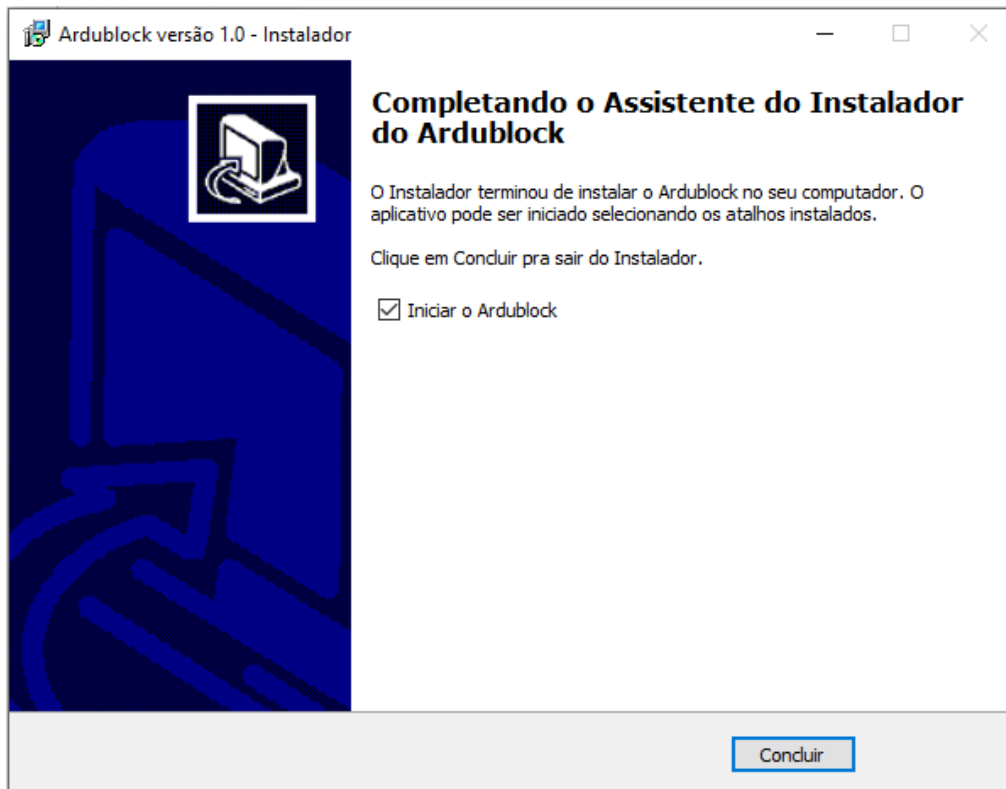 Ardublock versão 1.0 - Instalador
Completando o Assistente do Instalador
do Ardublock
O Instalador terminou de instalar o Ardublock no seu computador. O
aplicativo pode ser iniciado selecionando os atalhos instalados.
Clique em Concluir pra sair do Instalador.
Iniciar o Ardublock
Concluir